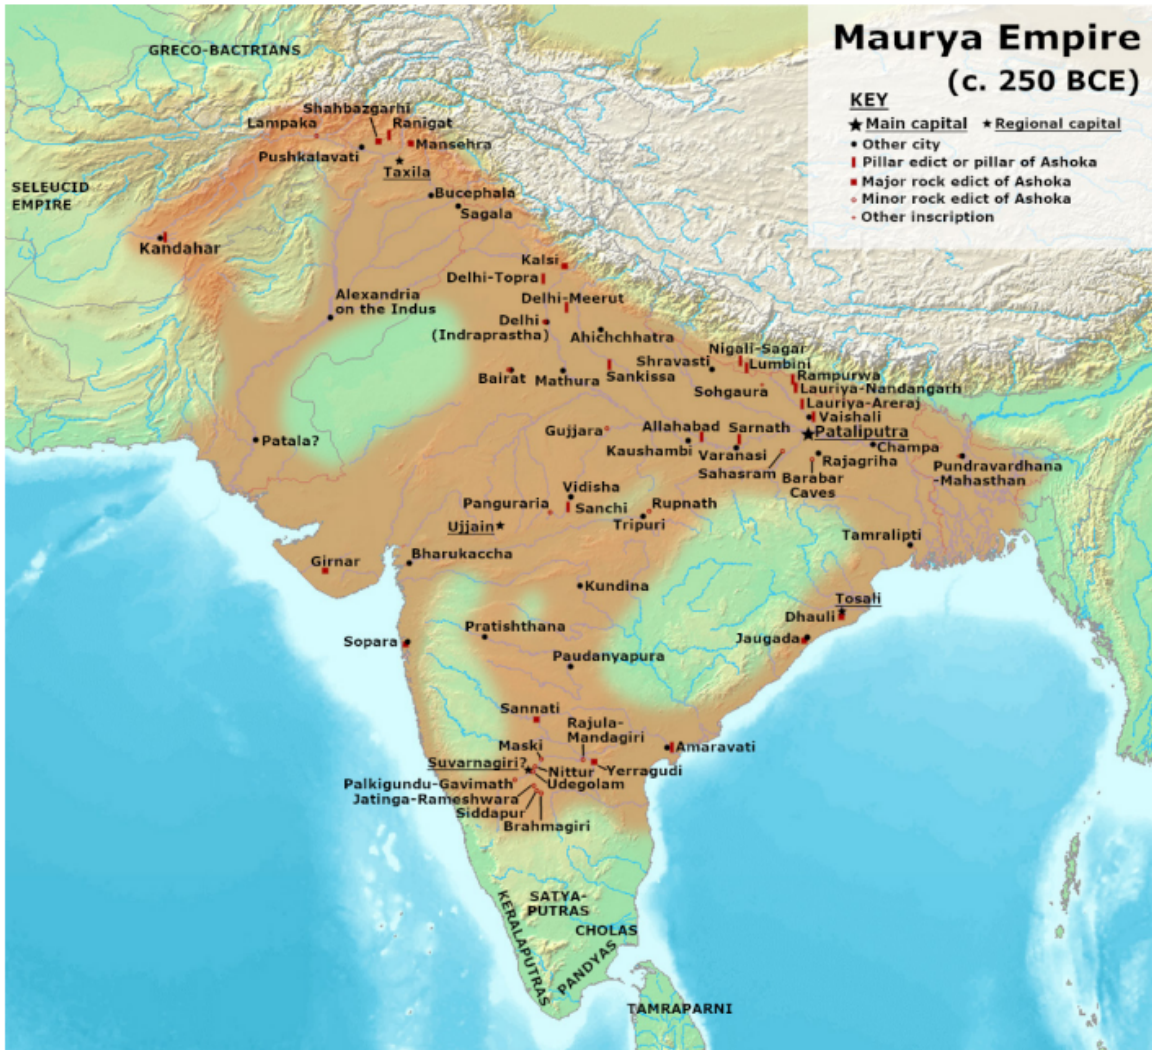 Maurya Empire
(c. 250 BCE)
KEY
Main capital
Regional capital
Other city
Pillar edict or pillar of Ashoka
Major rock edict of Ashoka
Minor rock edict of Ashoka
Other inscription
GRECO-BACTRIANS
Shahbazgarhi
Lampaka
Ranigat
Mansehra
Pushkalavati
Taxila
SELEUCID
EMPIRE
Bucephala
Sagala
Kandahar
Kalsi
Delhi-Topra
Alexandria
on the Indus
Delhi-Meerut
Delhi
(Indraprastha)
Ahichchhatra
Nigali-Sagar
Shravasti
Lumbini
Bairat
Mathura
Sankissa
Rampurwa
Sohgaura
Lauriya-Nandangarh
Lauriya-Areraj
Vaishali
Patala?
Gujjara
Allahabad
Sarnath
Pataliputra
Kaushambi
Varanasi
Champa
Sahasram
Rajagriha
Pundravardhana
-Mahasthan
Barabar
Caves
Vidisha
Panguraria
Sanchi
Rupnath
Ujjain
Tripuri
Tamralipti
Girnar
Bharukaccha
Kundina
Tosali
Dhauli
Sopara
Pratishthana
Jaugada
Paudanyapura
Sannati
Rajula-
Mandagiri
Maski
Amaravati
Suvarnagiri?
Nittur
Yerragudi
Palkigundu-Gavimath
Udegolam
Jatinga-Rameshwara
Siddapur
Brahmagiri
SATYA-
PUTRAS
KERALAPUTRAS
CHOLAS
PANDYAS
TAMRAPARNI